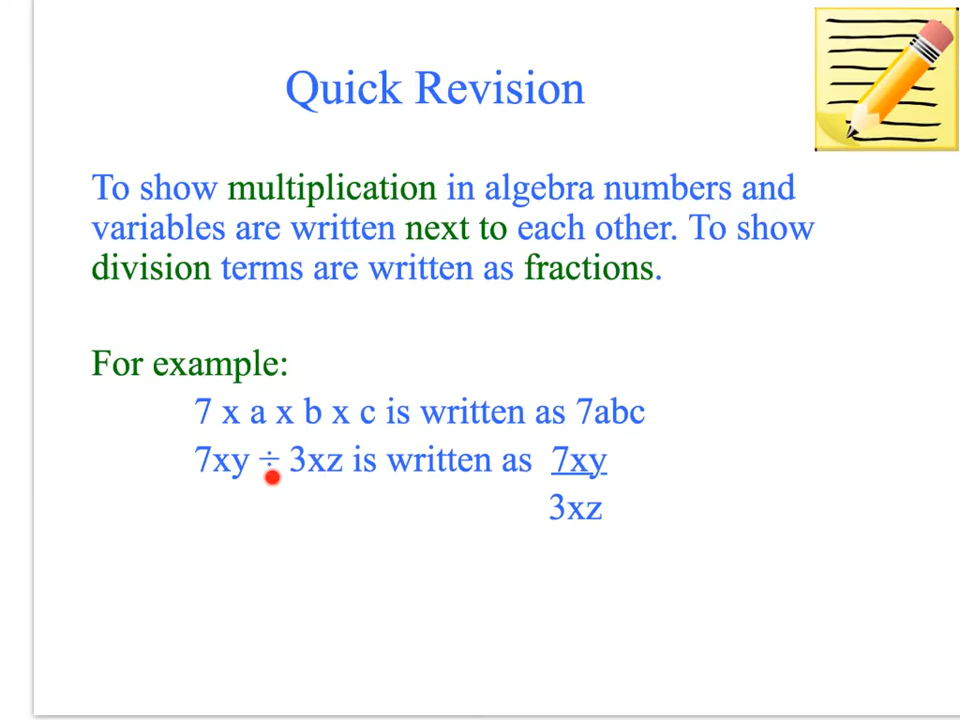 Quick Revision
To show multiplication in algebra numbers and
variables are written next to each other. To show
division terms are written as fractions.
For example:
7 x a x b x c is written as 7abc
7xy ÷ 3xz is written as 7xy
3xz